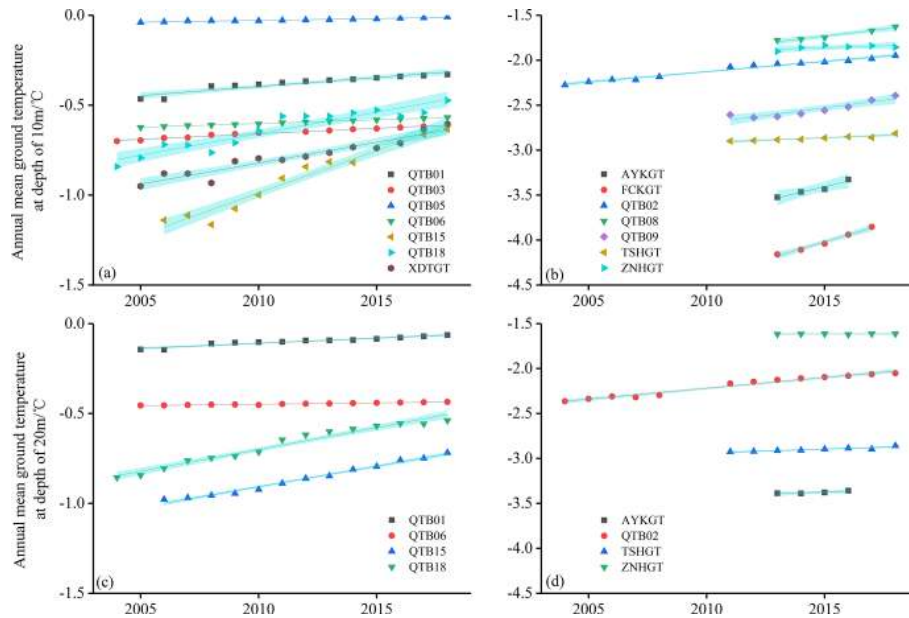 Annual mean ground temperature
at depth of 10m/℃
0.0
-0.5
-1.0
-1.5
2005
2010
2015
QTB01
QTB03
QTB05
QTB06
QTB15
QTB18
XDTGT
(a)
-1.5
-2.0
-2.5
-3.0
-3.5
-4.0
-4.5
2005
2010
2015
AYKGT
FCKGT
QTB02
QTB08
QTB09
TSHGT
ZNHGT
(b)
Annual mean ground temperature
at depth of 20m/℃
0.0
-0.5
-1.0
-1.5
2005
2010
2015
QTB01
QTB06
QTB15
QTB18
(c)
-1.5
-2.0
-2.5
-3.0
-3.5
-4.0
-4.5
2005
2010
2015
AYKGT
QTB02
TSHGT
ZNHGT
(d)